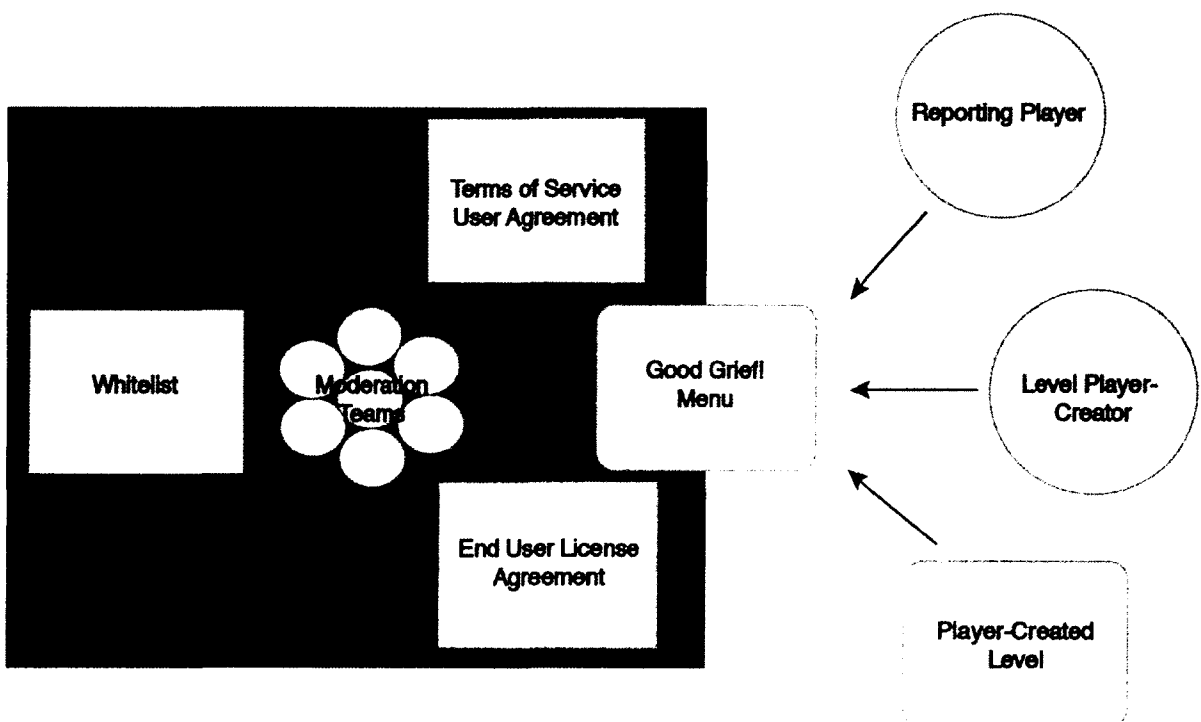 Reporting Player
Terms of Service
User Agreement
Whitelist
Moderation
Teams
Good Grief!
Menu
Level Player-
Creator
End User License
Agreement
Player-Created
Level